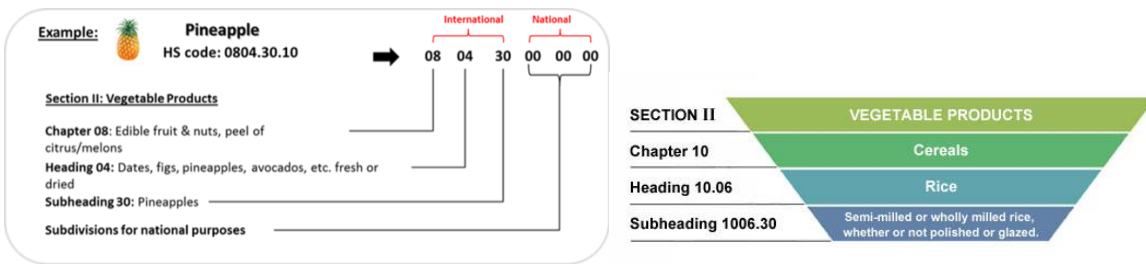 Example:
Pineapple
HS code: 0804.30.10
International
National
08 04 30 00 00 00
Section II: Vegetable Products
Chapter 08: Edible fruit & nuts, peel of
citrus/melons
Heading 04: Dates, figs, pineapples, avocados, etc. fresh or
dried
Subheading 30: Pineapples
Subdivisions for national purposes
SECTION II
VEGETABLE PRODUCTS
Chapter 10
Cereals
Heading 10.06
Rice
Subheading 1006.30
Semi-milled or wholly milled rice,
whether or not polished or glazed.